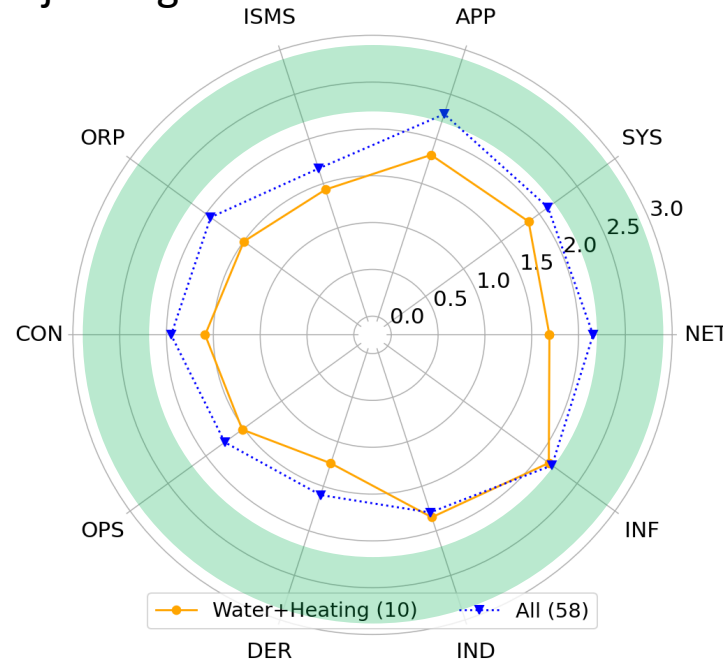 ISMS
APP
ORP
SYS
3.0
2.5
2.0
1.5
1.0
0.5
0.0
CON
NET
OPS
INF
Water+Heating (10)
All (58)
DER
IND